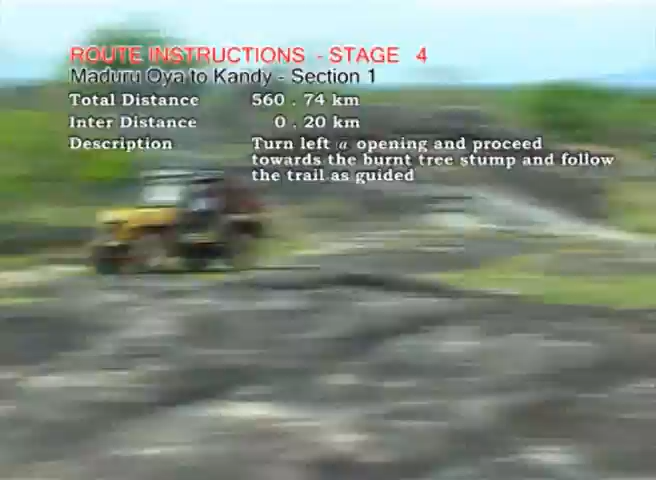 ROUTE INSTRUCTIONS - STAGE 4
Maduru Oya to Kandy - Section 1
Total Distance 560 . 74 km
Inter Distance 0 . 20 km
Description Turn left @ opening and proceed
towards the burnt tree stump and follow
the trail as guided